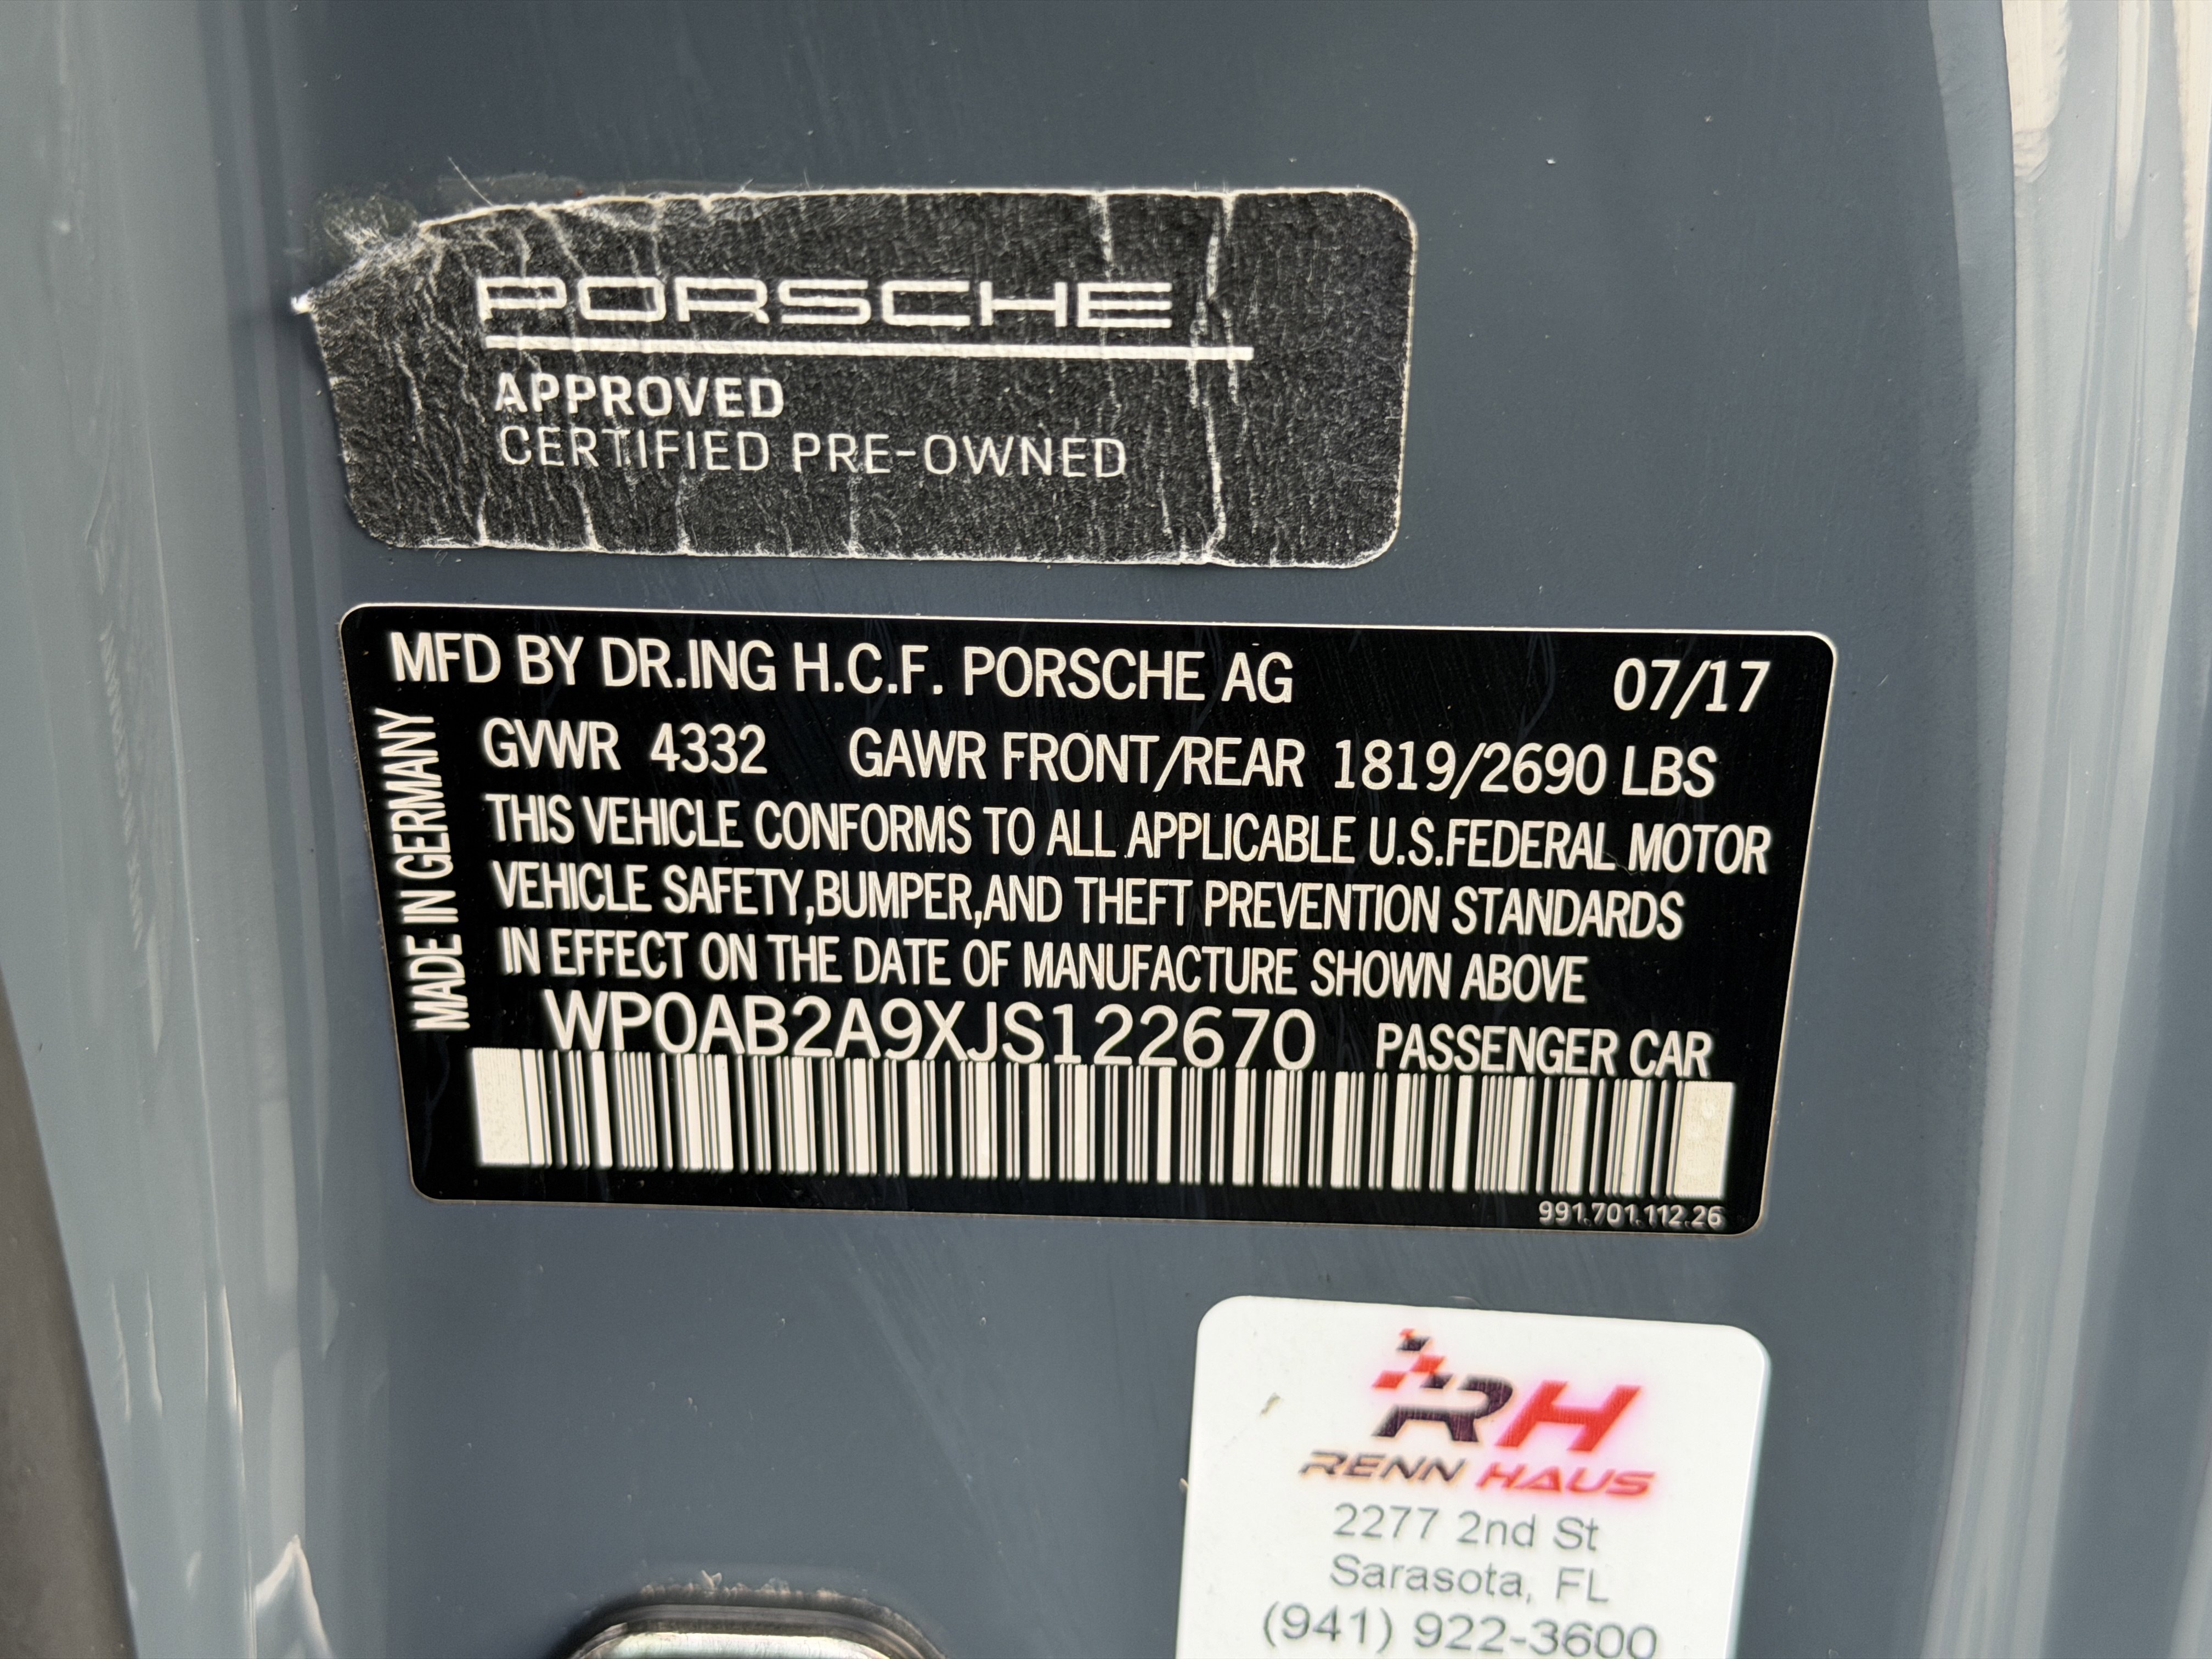 PORSCHE
APPROVED
CERTIFIED PRE-OWNED
MFD BY DR.ING H.C.F. PORSCHE AG 07/17
MADE IN GERMANY
GVWR 4332 GAWR FRONT/REAR 1819/2690 LBS
THIS VEHICLE CONFORMS TO ALL APPLICABLE U.S.FEDERAL MOTOR
VEHICLE SAFETY,BUMPER,AND THEFT PREVENTION STANDARDS
IN EFFECT ON THE DATE OF MANUFACTURE SHOWN ABOVE
WP0AB2A9XJS122670 PASSENGER CAR
991.701.112.26
RH
RENN HAUS
2277 2nd St
Sarasota, FL
(941) 922-3600